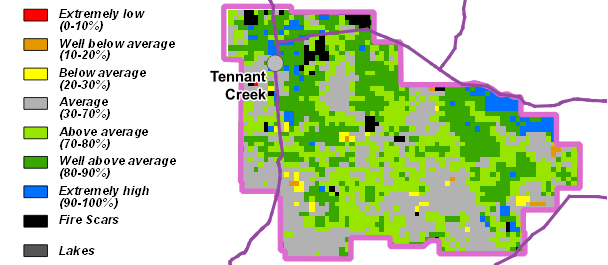 Extremely low
(0-10%)
Well below average
(10-20%)
Below average
(20-30%)
Average
(30-70%)
Above average
(70-80%)
Well above average
(80-90%)
Extremely high
(90-100%)
Fire Scars
Lakes
Tennant
Creek